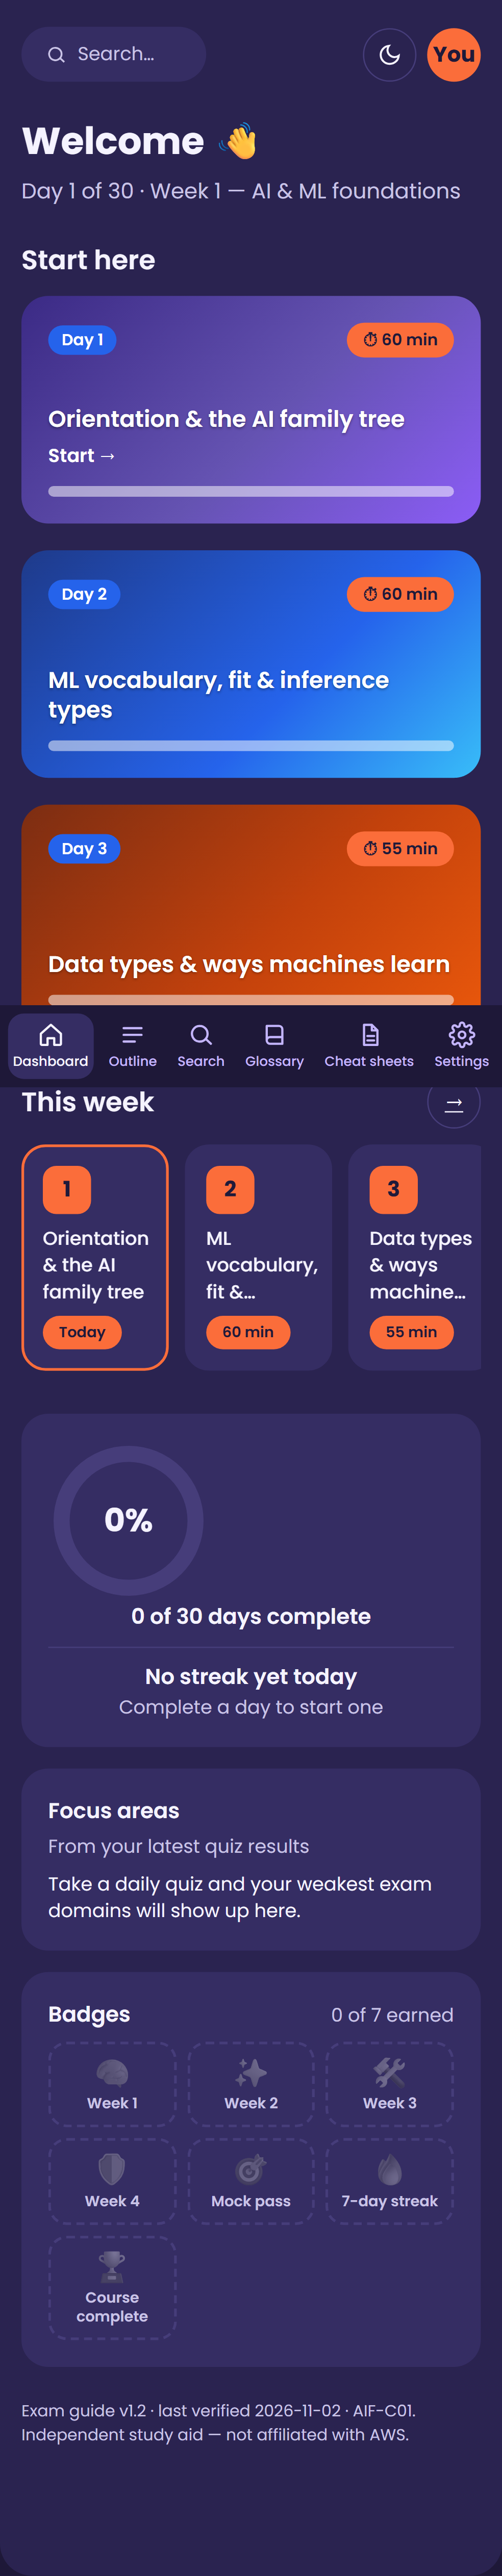 Search...
You
Welcome 👋
Day 1 of 30 · Week 1 — AI & ML foundations
Start here
Day 1
⏱ 60 min
Orientation & the AI family tree
Start →
Day 2
⏱ 60 min
ML vocabulary, fit & inference
types
Day 3
⏱ 55 min
Data types & ways machines learn
Dashboard
Outline
Search
Glossary
Cheat sheets
Settings
This week
→
1
Orientation
& the AI
family tree
Today
2
ML
vocabulary,
fit &...
60 min
3
Data types
& ways
machine...
55 min
0%
0 of 30 days complete
No streak yet today
Complete a day to start one
Focus areas
From your latest quiz results
Take a daily quiz and your weakest exam
domains will show up here.
Badges
0 of 7 earned
Week 1
Week 2
Week 3
Week 4
Mock pass
7-day streak
Course
complete
Exam guide v1.2 · last verified 2026-11-02 · AIF-C01.
Independent study aid — not affiliated with AWS.